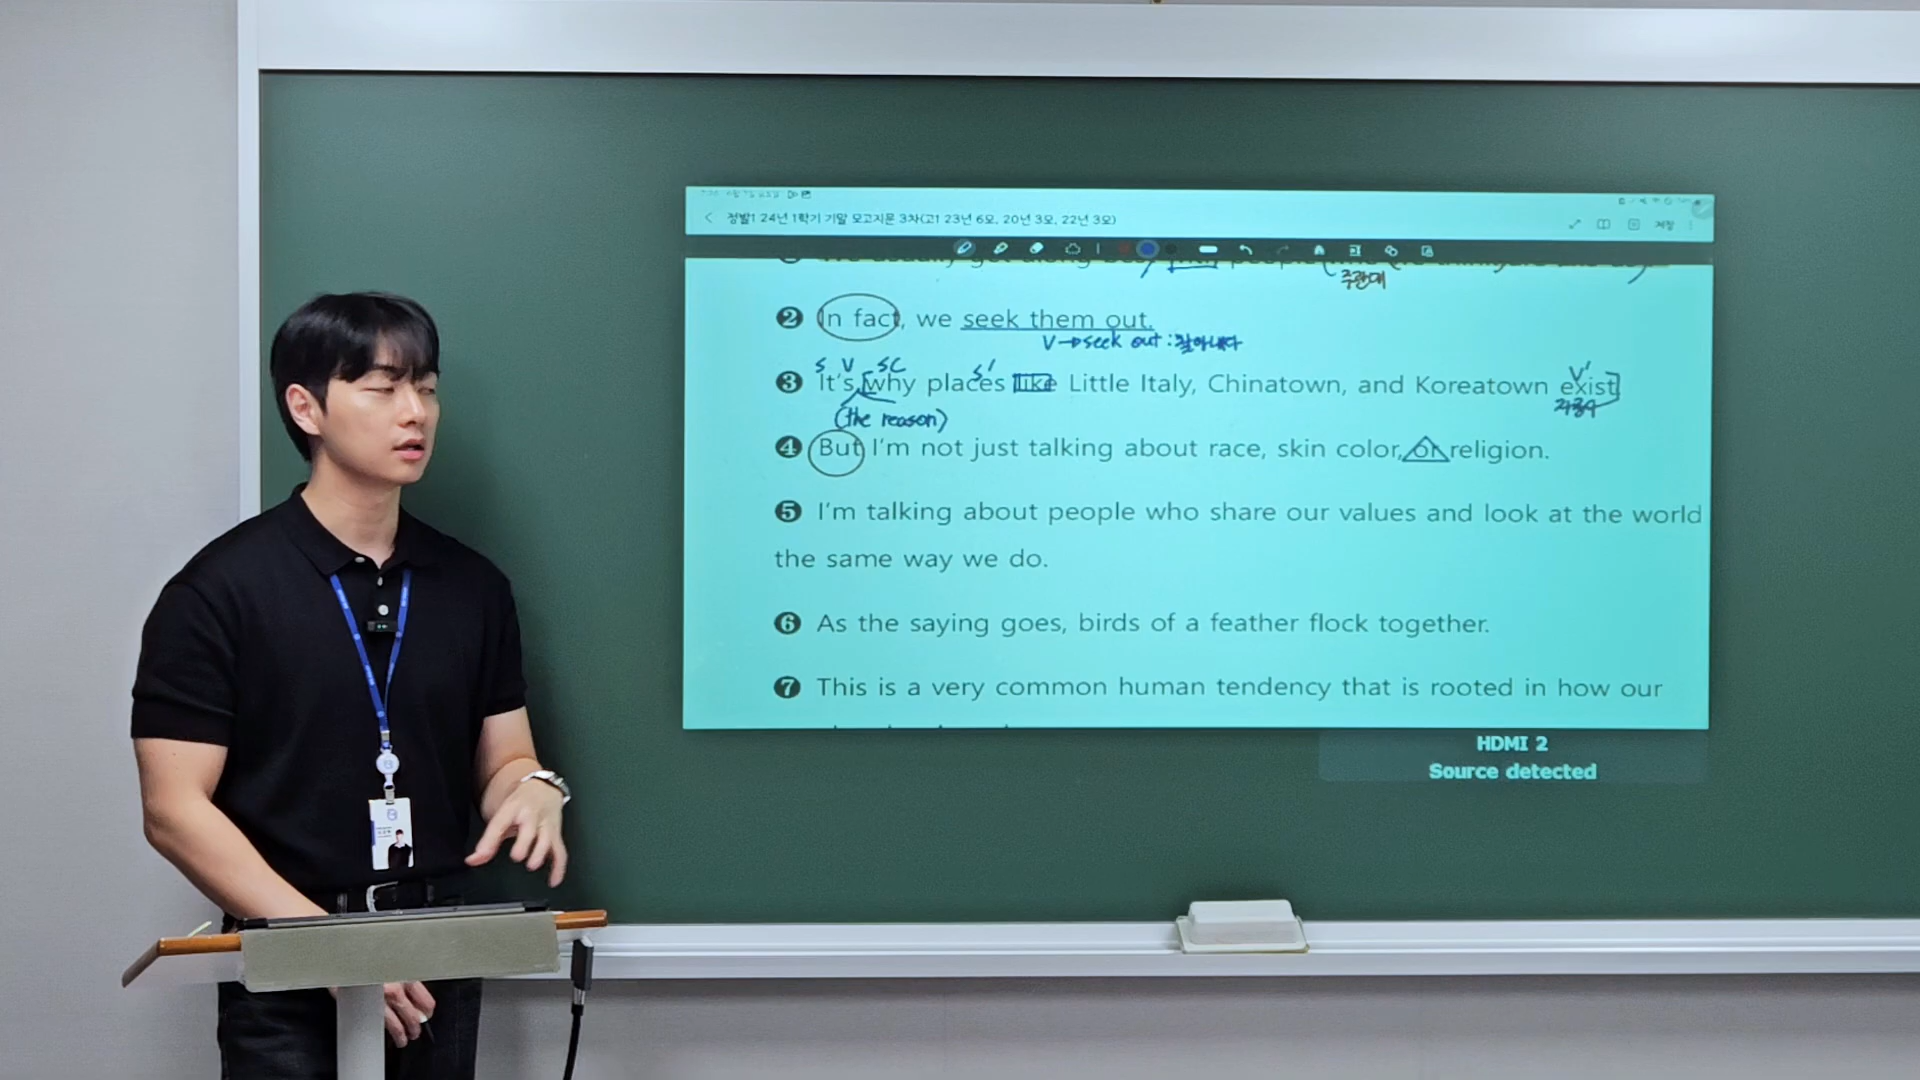 정발1 24년 1학기 기말 모고지문 3차(고1 23년 6모, 20년 3모, 22년 3모)
저장
주관대
❷ In fact, we seek them out.
V→seek out : 찾아내다
S V SC S' V'
❸ It's why places like Little Italy, Chinatown, and Koreatown exist
(the reason)
❹ But I'm not just talking about race, skin color, or religion.
❺ I'm talking about people who share our values and look at the world
the same way we do.
❻ As the saying goes, birds of a feather flock together.
❼ This is a very common human tendency that is rooted in how our
HDMI 2
Source detected